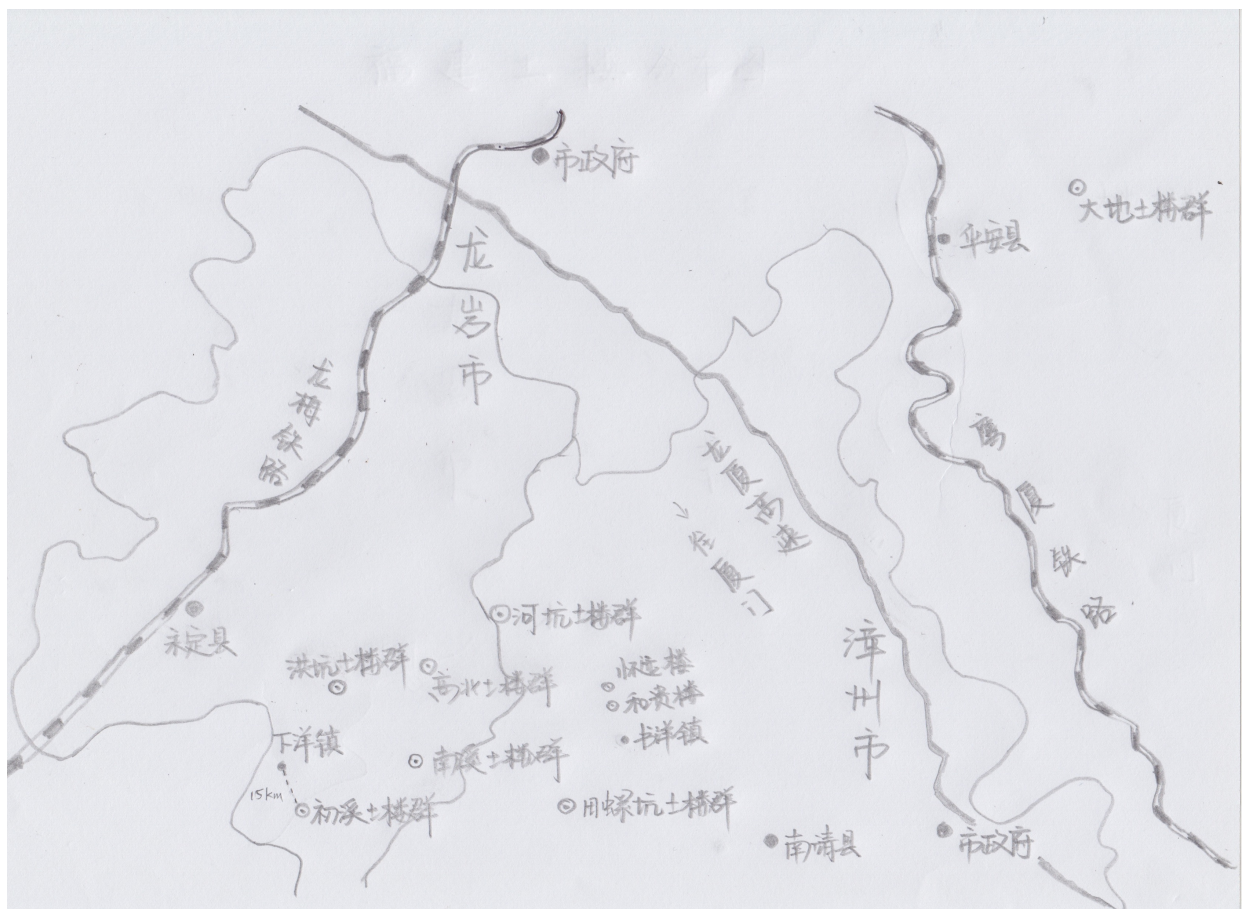 市政府
大地土楼群
华安县
龙岩市
龙梅铁路
鹰厦铁路
龙厦高速
往厦门
河坑土楼群
永定县
洪坑土楼群
高北土楼群
怀远楼
和贵楼
书洋镇
漳州市
下洋镇
南溪土楼群
15km
初溪土楼群
田螺坑土楼群
南靖县
市政府